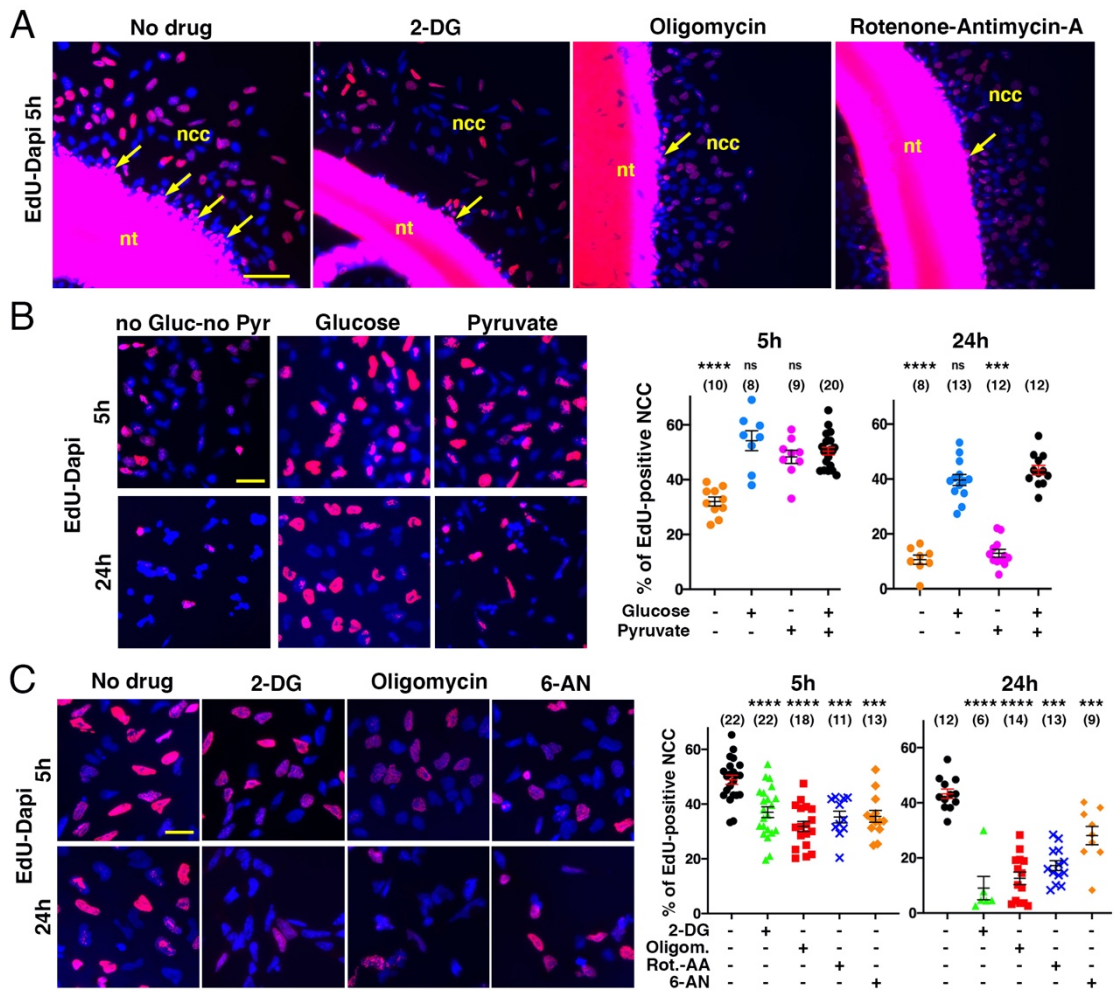 A
No drug 2-DG Oligomycin Rotenone-Antimycin-A
EdU-Dapi 5h
ncc ncc ncc ncc
nt nt nt nt
B
no Gluc-no Pyr Glucose Pyruvate
EdU-Dapi
5h
24h
5h 24h
**** ns ns **** ns ***
(10) (8) (9) (20) (8) (13) (12) (12)
% of EdU-positive NCC
60 60
40 40
20 20
0 0
Glucose - + - + - + - +
Pyruvate - - + + - - + +
C
No drug 2-DG Oligomycin 6-AN
EdU-Dapi
5h
24h
5h 24h
**** **** *** *** **** **** *** ***
(22) (22) (18) (11) (13) (12) (6) (14) (13) (9)
% of EdU-positive NCC
60 60
40 40
20 20
0 0
2-DG - + - - - - + - - -
Oligom. - - + - - - - + - -
Rot.-AA - - - + - - - - + -
6-AN - - - - + - - - - +